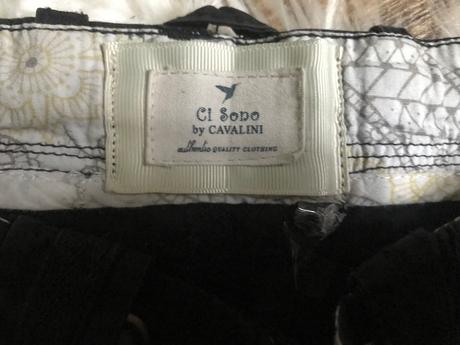 CI Sono
by CAVALINI
authentic QUALITY CLOTHING